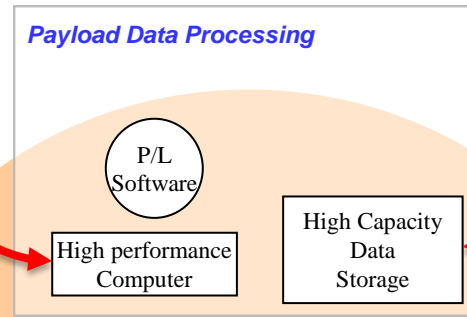 Payload Data Processing
P/L
Software
High performance
Computer
High Capacity
Data
Storage